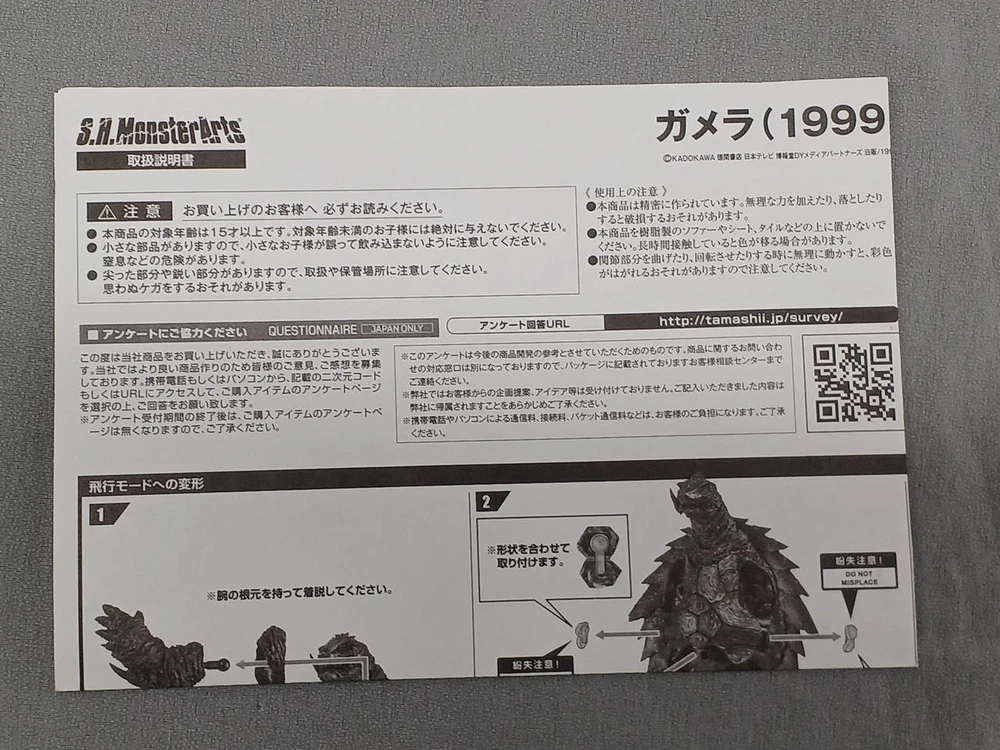 S.H.MonsterArts
取扱説明書
ガメラ(1999
©KADOKAWA 徳間書店 日本テレビ 博報堂DYメディアパートナーズ 日販/199
⚠ 注意 お買い上げのお客様へ 必ずお読みください。
● 本商品の対象年齢は15才以上です。対象年齢未満のお子様には絶対に与えないでください。
● 小さな部品がありますので、小さなお子様が誤って飲み込まないように注意してください。
窒息などの危険があります。
● 尖った部分や鋭い部分がありますので、取扱や保管場所に注意してください。
思わぬケガをするおそれがあります。
《 使用上の注意 》
●本商品は精密に作られています。無理な力を加えたり、落としたり
すると破損するおそれがあります。
●本商品を樹脂製のソファーやシート、タイルなどの上に置かないで
ください。長時間接触していると色が移る場合があります。
●関節部分を曲げたり、回転させたりする時に無理に動かすと、彩色
がはがれるおそれがありますので注意してください。
■ アンケートにご協力ください QUESTIONNAIRE JAPAN ONLY
アンケート回答URL http://tamashii.jp/survey/
この度は当社商品をお買い上げいただき、誠にありがとうございま
す。当社ではより良い商品作りのため皆様のご意見、ご感想を募集
しております。携帯電話もしくはパソコンから、記載の二次元コード
もしくはURLにアクセスして、ご購入アイテムのアンケートページ
を選択の上、ご回答をお願い致します。
※アンケート受付期間の終了後は、ご購入アイテムのアンケートペ
ージは無くなりますので、ご了承ください。
※このアンケートは今後の商品開発の参考とさせていただくためのものです。商品に関するお問い合わ
せの対応窓口は別になっておりますので、パッケージに記載されておりますお客様相談センターまで
ご連絡ください。
※弊社ではお客様からの企画提案、アイデア等は受け付けておりません。ご記入いただきました内容は
弊社に帰属されますことをあらかじめご了承ください。
※携帯電話やパソコンによる通信料、接続料、パケット通信料などは、お客様のご負担になります、ご了承
ください。
飛行モードへの変形
1
※腕の根元を持って着脱してください。
2
※形状を合わせて
取り付けます。
紛失注意!
DO NOT
MISPLACE
紛失注意!